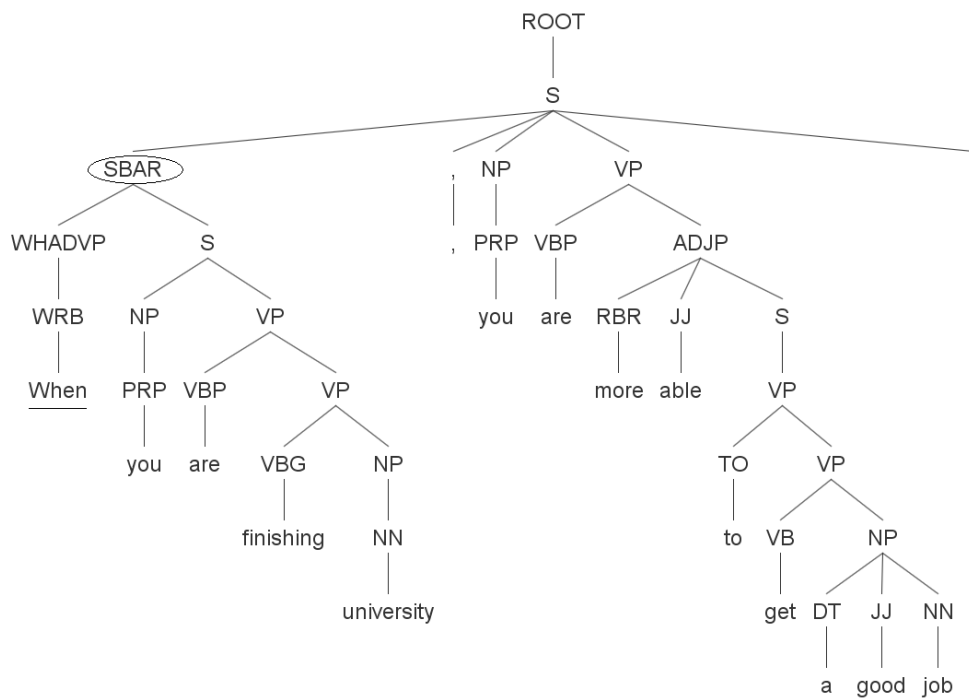 ROOT
S
SBAR , NP VP
WHADVP S , PRP VBP ADJP
WRB NP VP you are RBR JJ S
When PRP VBP VP more able VP
you are VBG NP TO VP
finishing NN to VB NP
university get DT JJ NN
a good job